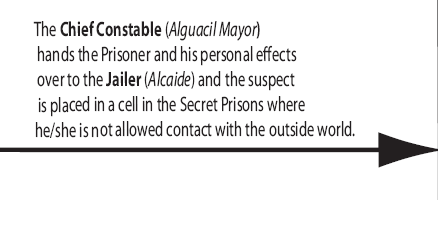 The Chief Constable (Alguacil Mayor)
hands the Prisoner and his personal effects
over to the Jailer (Alcaide) and the suspect
is placed in a cell in the Secret Prisons where
he/she is not allowed contact with the outside world.